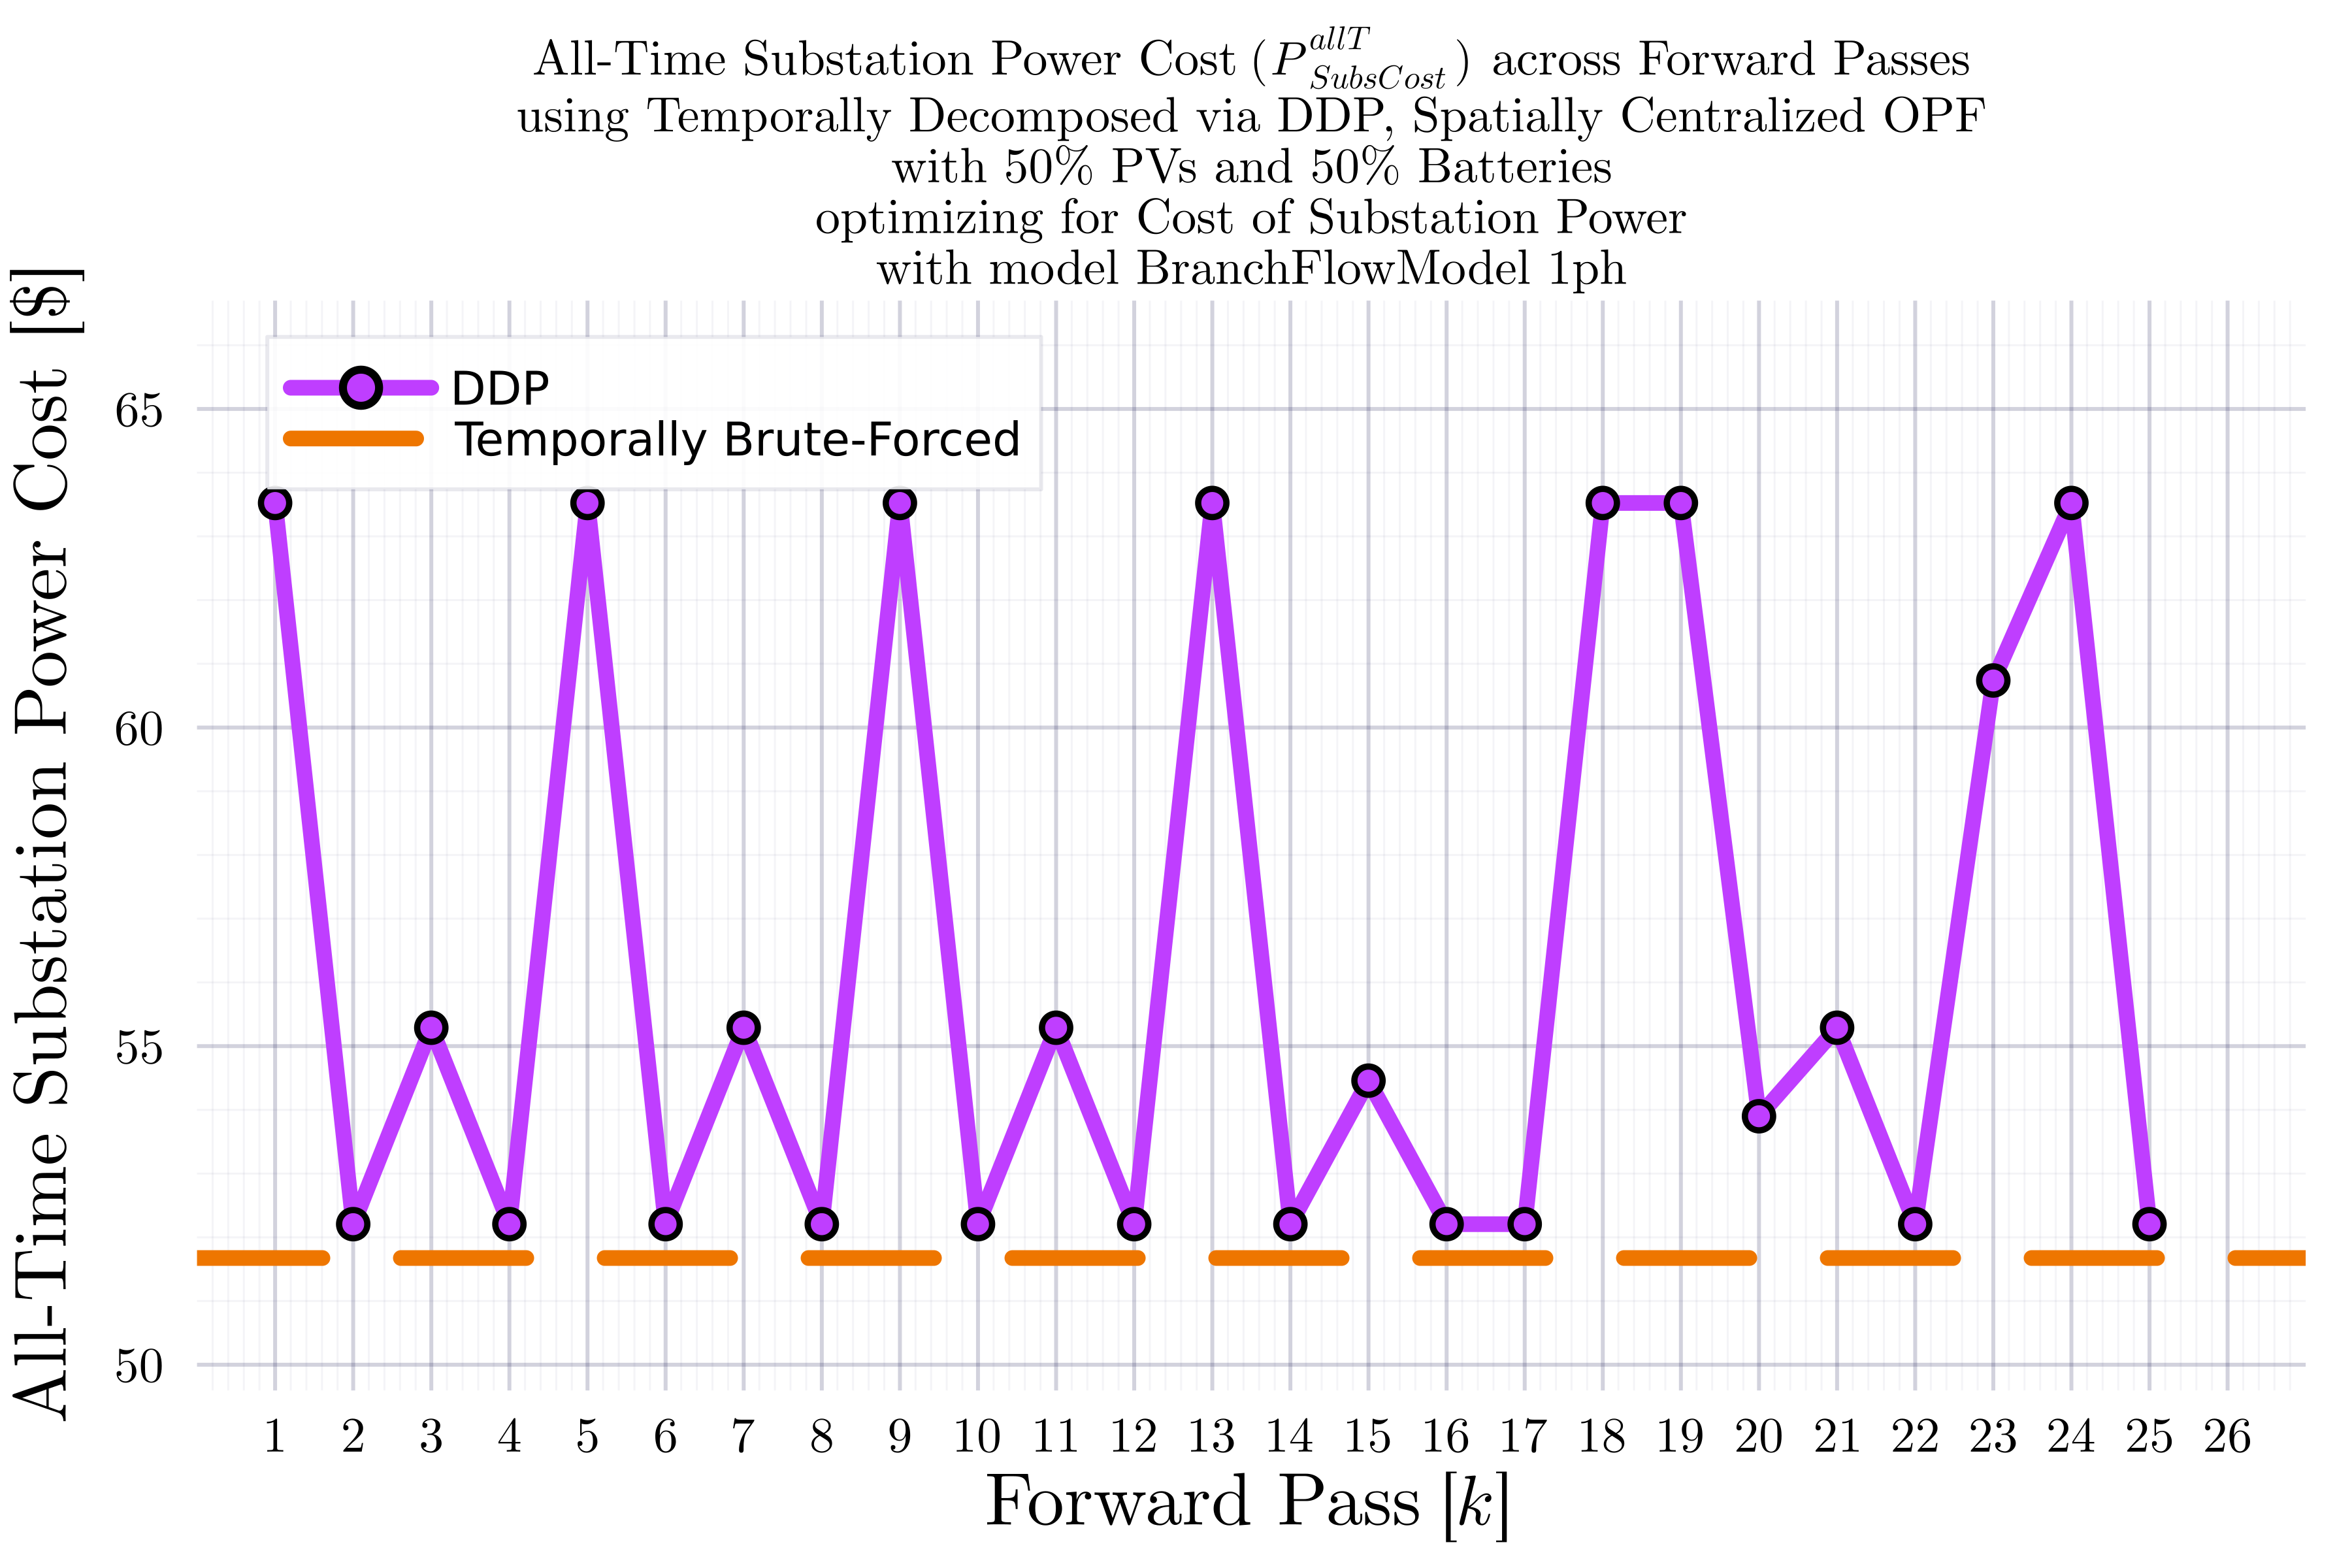 All-Time Substation Power Cost (P^{allT}_{SubsCost}) across Forward Passes
using Temporally Decomposed via DDP, Spatially Centralized OPF
with 50% PVs and 50% Batteries
optimizing for Cost of Substation Power
with model BranchFlowModel 1ph
All-Time Substation Power Cost [$]
DDP
Temporally Brute-Forced
65
60
55
50
1 2 3 4 5 6 7 8 9 10 11 12 13 14 15 16 17 18 19 20 21 22 23 24 25 26
Forward Pass [k]